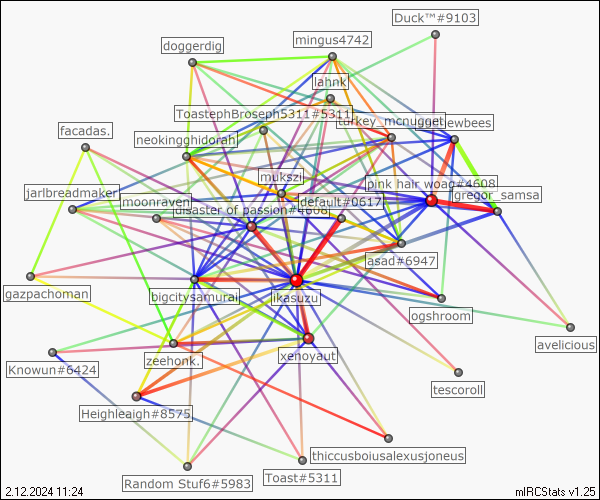 Duck™#9103
mingus4742
doggerdig
lahnk
ToastephBroseph5311#5311
turkey_mcnugget
ewbees
facadas.
neokingghidorah
mukszi
pink hair woag#4608
gregor_samsa
jarlbreadmaker
moonraven
default#0617
disaster of passion#4608
asad#6947
gazpachoman
bigcitysamurai
likasuzu
ogshroom
avelicious
Knowun#6424
zeehonk.
xenoyaut
tescoroll
Heighleaigh#8575
thiccusboiusalexusjoneus
Random Stuf6#5983
Toast#5311
2.12.2024 11:24
mIRCStats v1.25